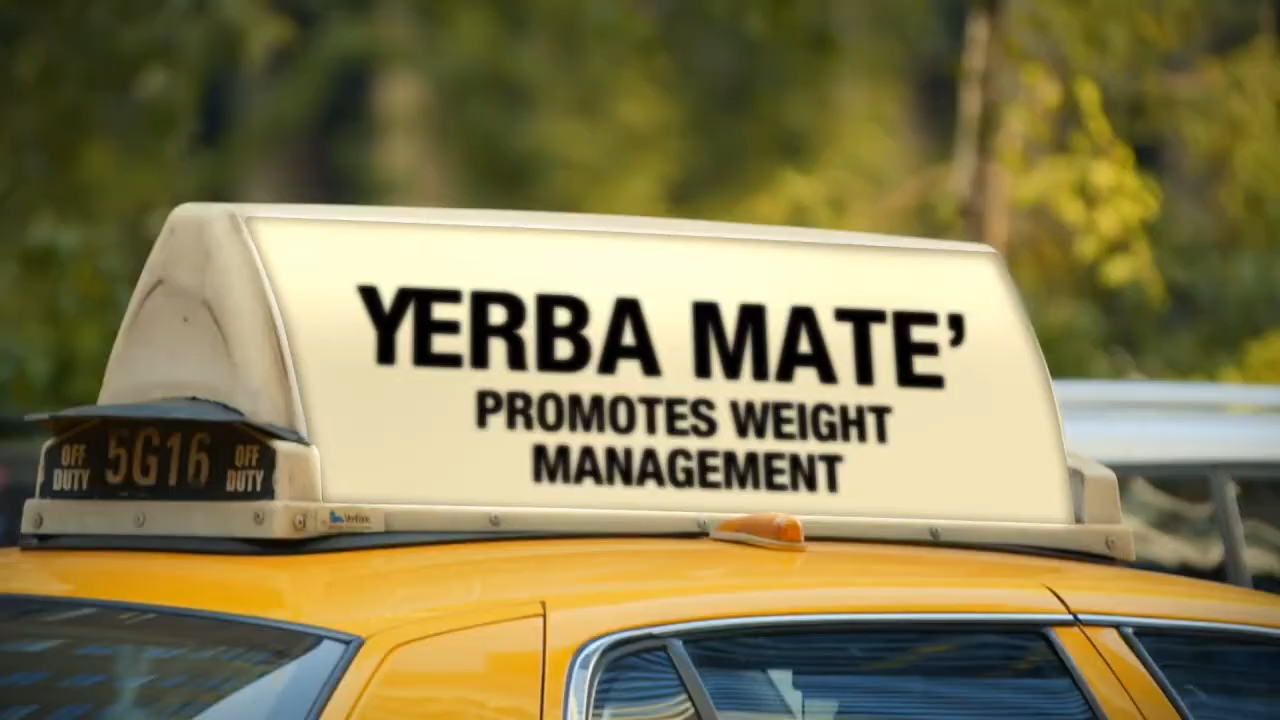 YERBA MATE’
PROMOTES WEIGHT
MANAGEMENT
OFF
DUTY
5G16
OFF
DUTY